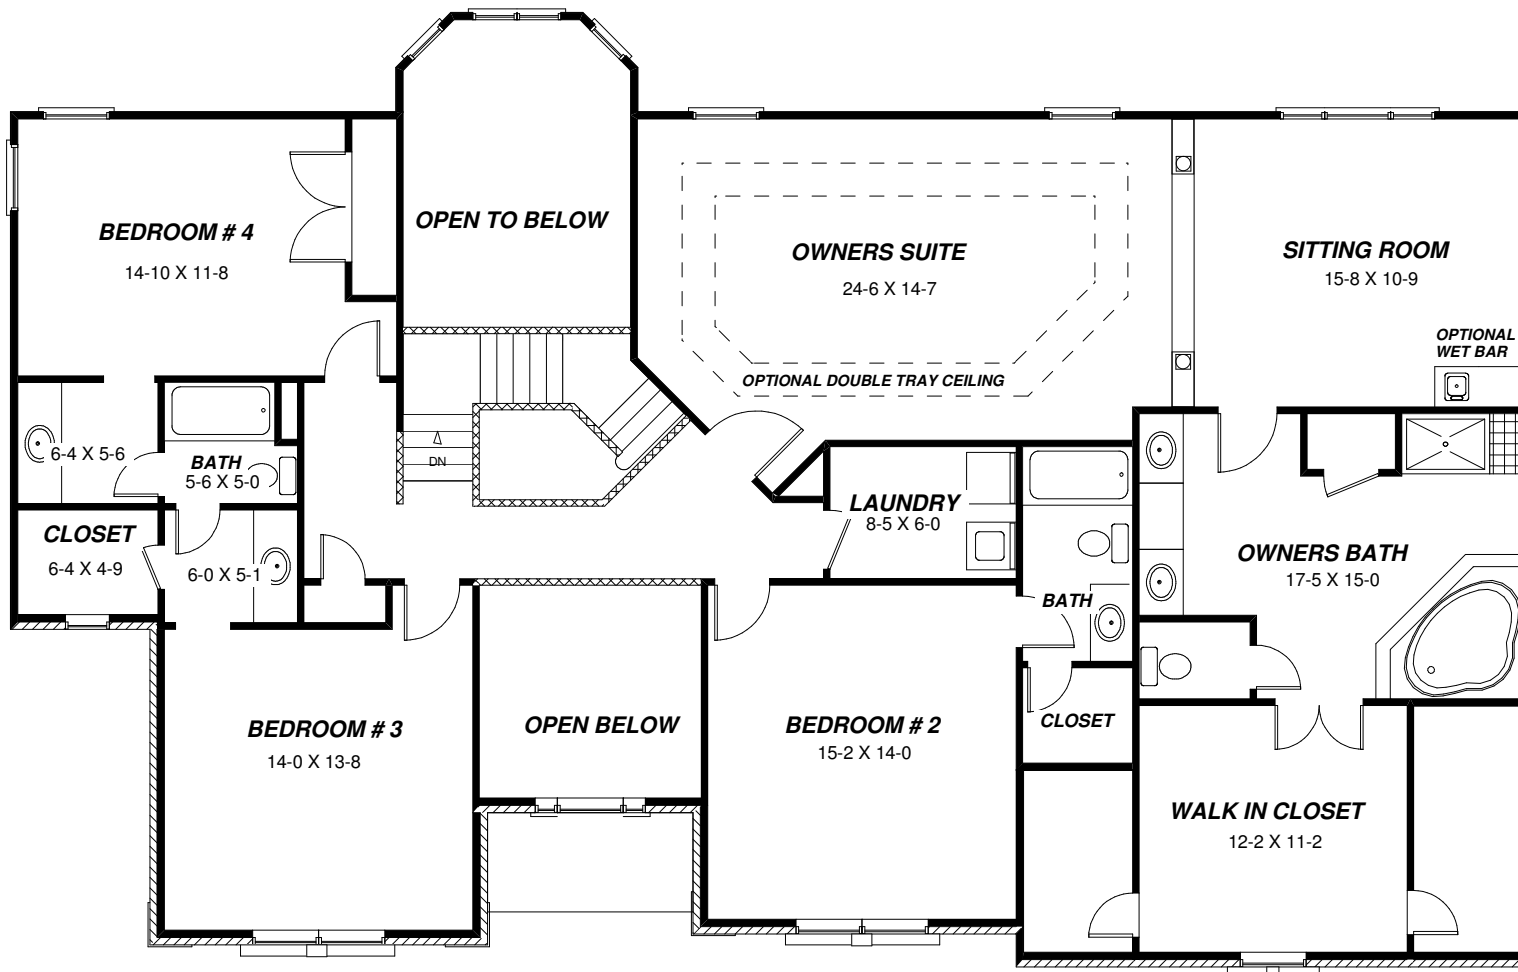 BEDROOM # 4
14-10 X 11-8
OPEN TO BELOW
OWNERS SUITE
24-6 X 14-7
SITTING ROOM
15-8 X 10-9
OPTIONAL
WET BAR
OPTIONAL DOUBLE TRAY CEILING
6-4 X 5-6
BATH
5-6 X 5-0
DN
LAUNDRY
8-5 X 6-0
CLOSET
6-4 X 4-9
6-0 X 5-1
OWNERS BATH
17-5 X 15-0
BATH
BEDROOM # 3
14-0 X 13-8
OPEN BELOW
BEDROOM # 2
15-2 X 14-0
CLOSET
WALK IN CLOSET
12-2 X 11-2